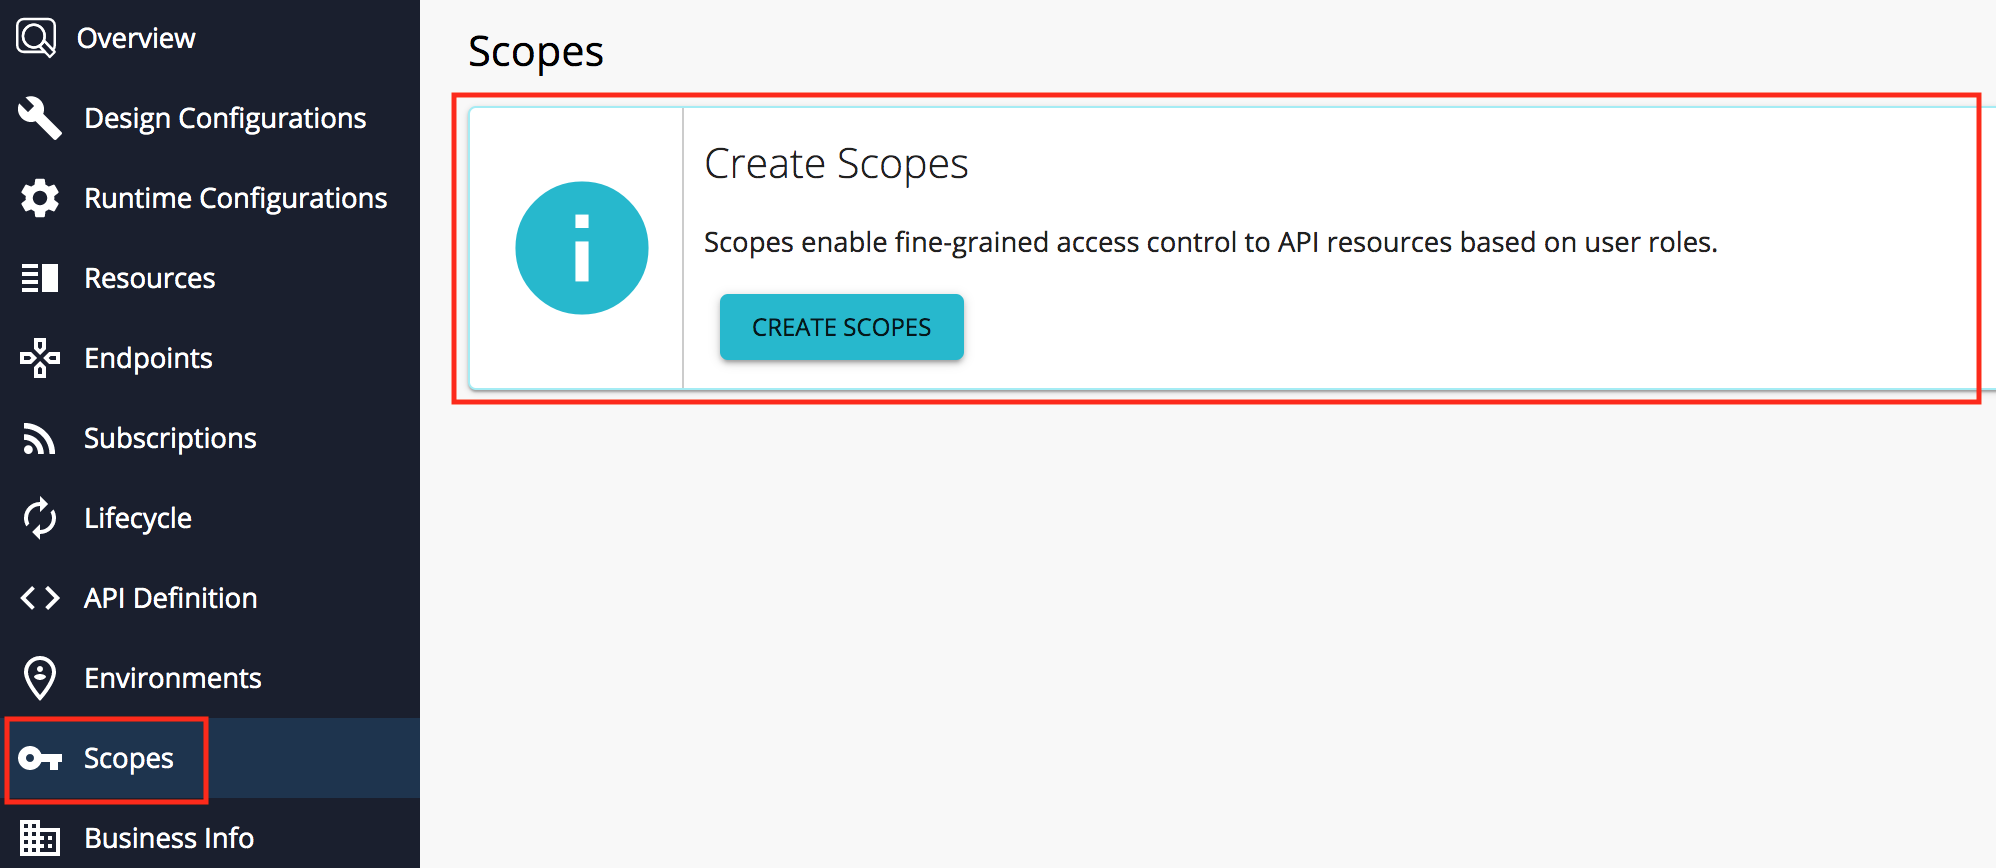 Overview
Design Configurations
Runtime Configurations
Resources
Endpoints
Subscriptions
Lifecycle
API Definition
Environments
Scopes
Business Info
Scopes
Create Scopes
Scopes enable fine-grained access control to API resources based on user roles.
CREATE SCOPES